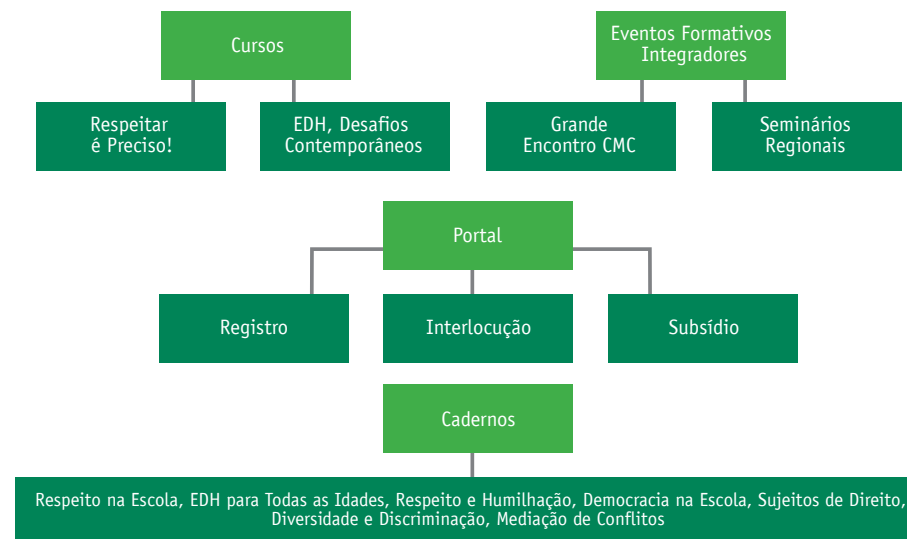 Cursos
Eventos Formativos
Integradores
Respeitar
é Preciso!
EDH, Desafios
Contemporâneos
Grande
Encontro CMC
Seminários
Regionais
Portal
Registro
Interlocução
Subsídio
Cadernos
Respeito na Escola, EDH para Todas as Idades, Respeito e Humilhação, Democracia na Escola, Sujeitos de Direito,
Diversidade e Discriminação, Mediação de Conflitos